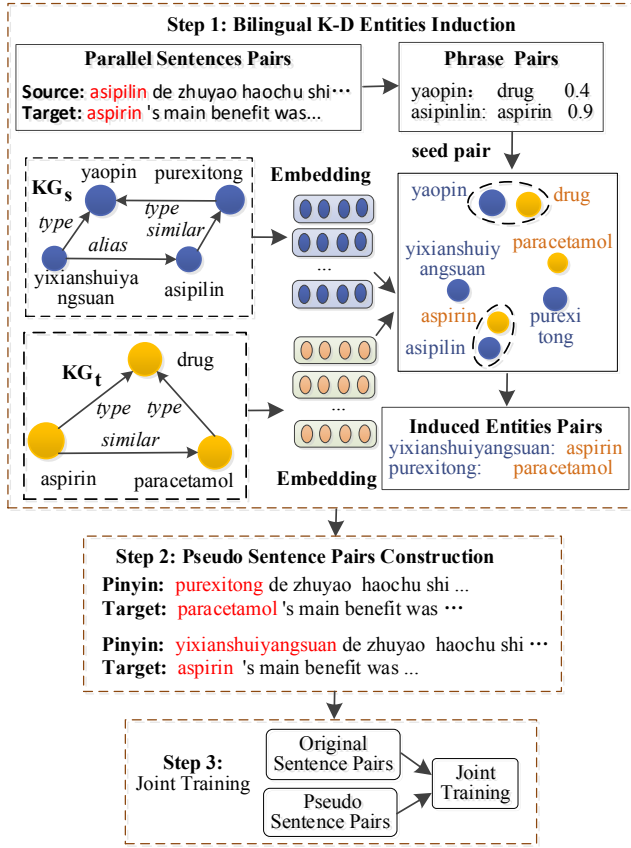 Step 1: Bilingual K-D Entities Induction
Parallel Sentences Pairs
Source: asipilin de zhuyao haochu shi…
Target: aspirin 's main benefit was...
Phrase Pairs
yaopin: drug 0.4
asipinlin: aspirin 0.9
seed pair
KGs
yaopin
purexitong
type
type
similar
alias
yixianshuiya
ngsuan
asipilin
Embedding
...
yaopin
drug
paracetamol
yixianshuiy
angsuan
aspirin
purexi
tong
asipilin
KGt
drug
type
type
similar
aspirin
paracetamol
...
Embedding
Induced Entities Pairs
yixianshuiyangsuan: aspirin
purexitong: paracetamol
Step 2: Pseudo Sentence Pairs Construction
Pinyin: purexitong de zhuyao haochu shi ...
Target: paracetamol 's main benefit was …
Pinyin: yixianshuiyangsuan de zhuyao haochu shi …
Target: aspirin 's main benefit was ...
Step 3:
Joint Training
Original
Sentence Pairs
Pseudo
Sentence Pairs
Joint
Training